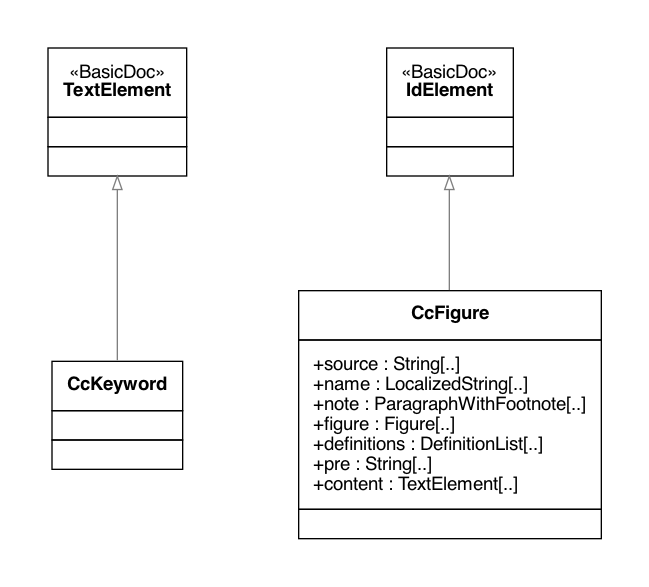 «BasicDoc»
TextElement
«BasicDoc»
IdElement
CcKeyword
CcFigure
+source : String[..]
+name : LocalizedString[..]
+note : ParagraphWithFootnote[..]
+figure : Figure[..]
+definitions : DefinitionList[..]
+pre : String[..]
+content : TextElement[..]